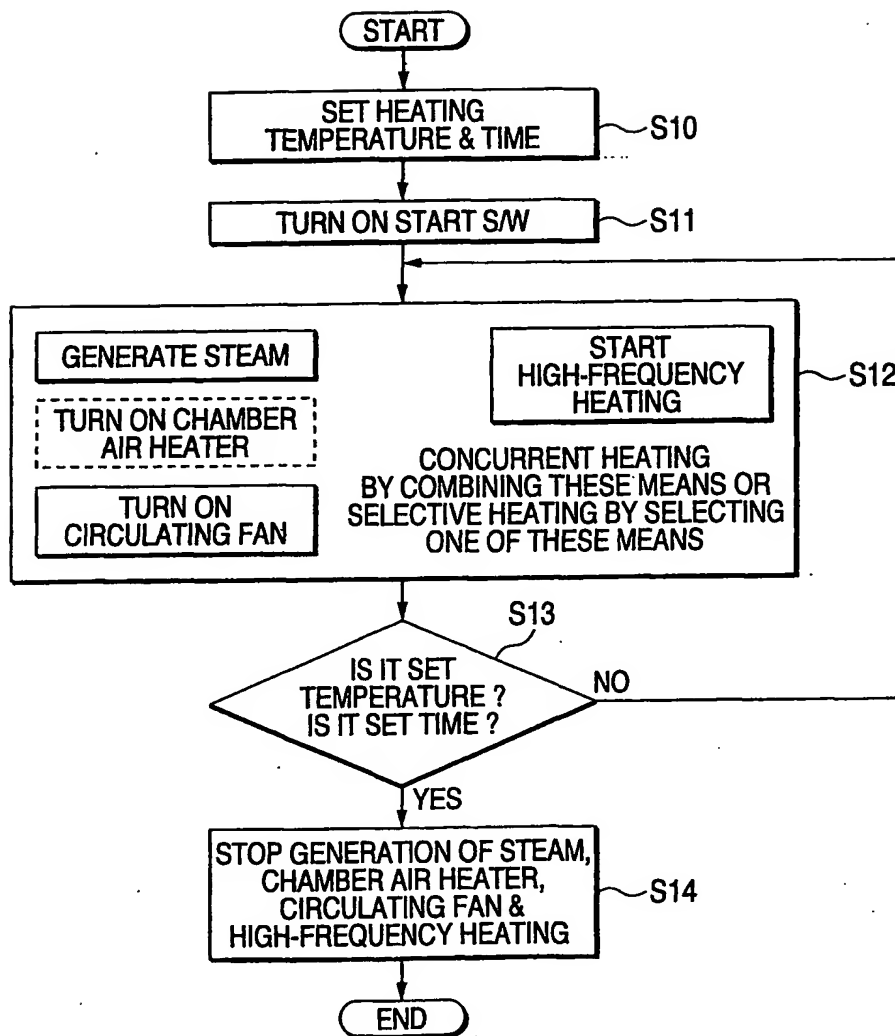 START
SET HEATING
TEMPERATURE & TIME
S10
TURN ON START S/W
S11
GENERATE STEAM
TURN ON CHAMBER
AIR HEATER
TURN ON
CIRCULATING FAN
START
HIGH-FREQUENCY
HEATING
S12
CONCURRENT HEATING
BY COMBINING THESE MEANS OR
SELECTIVE HEATING BY SELECTING
ONE OF THESE MEANS
S13
IS IT SET
TEMPERATURE ?
IS IT SET TIME ?
NO
YES
STOP GENERATION OF STEAM,
CHAMBER AIR HEATER,
CIRCULATING FAN &
HIGH-FREQUENCY HEATING
S14
END